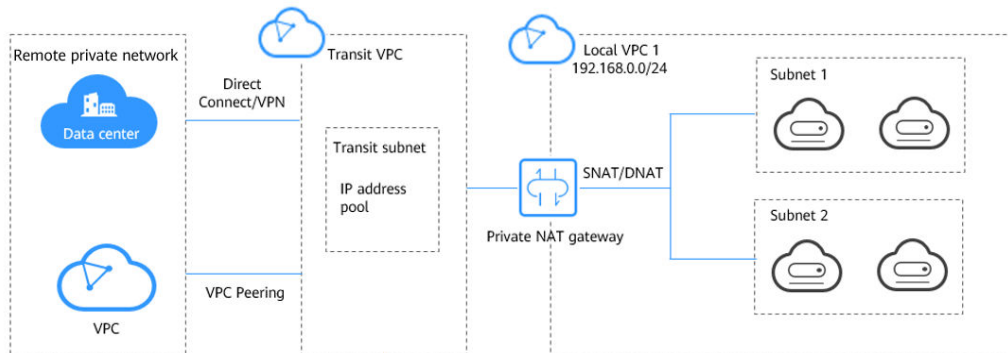 Remote private network
Data center
VPC
Direct
Connect/VPN
VPC Peering
Transit VPC
Transit subnet
IP address
pool
Private NAT gateway
SNAT/DNAT
Local VPC 1
192.168.0.0/24
Subnet 1
Subnet 2